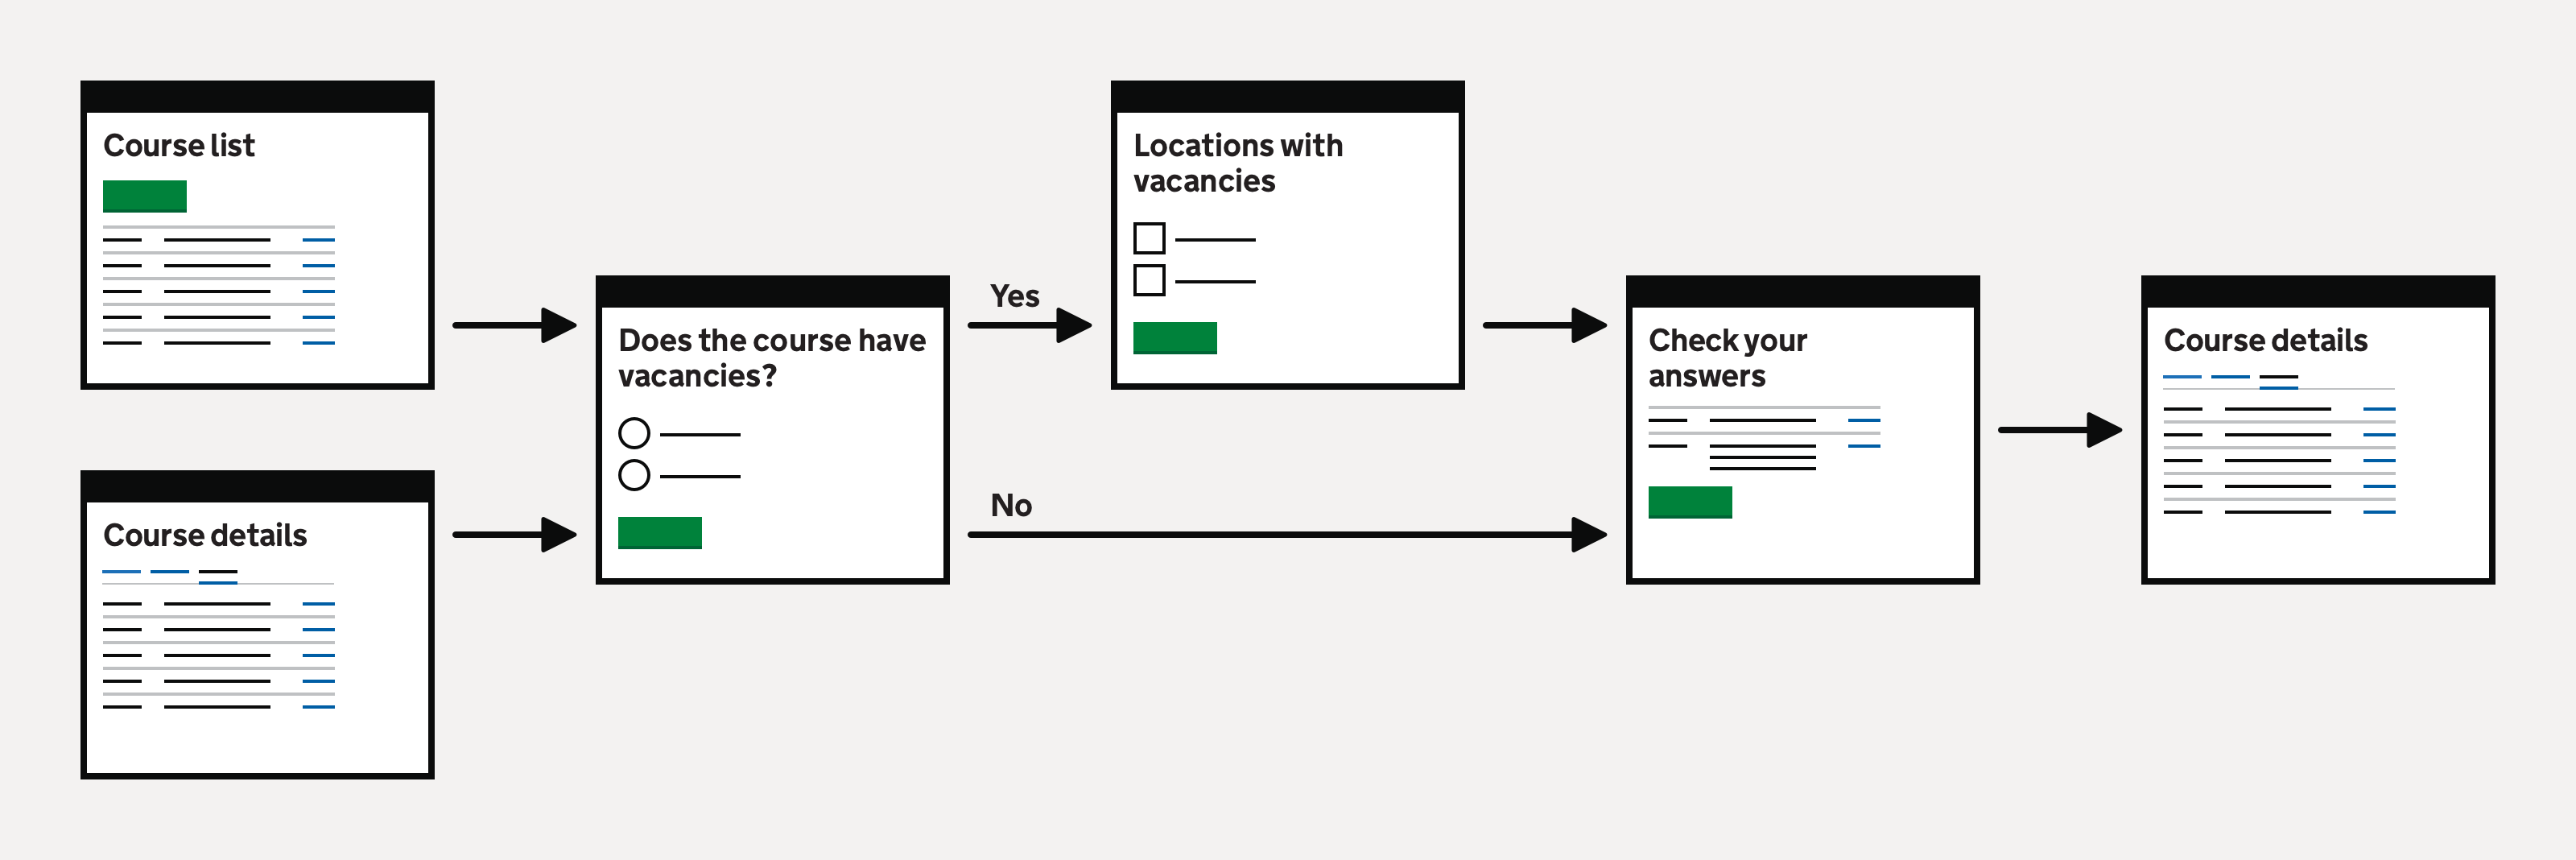 Course list
Course details
Does the course have
vacancies?
Yes
No
Locations with
vacancies
Check your
answers
Course details